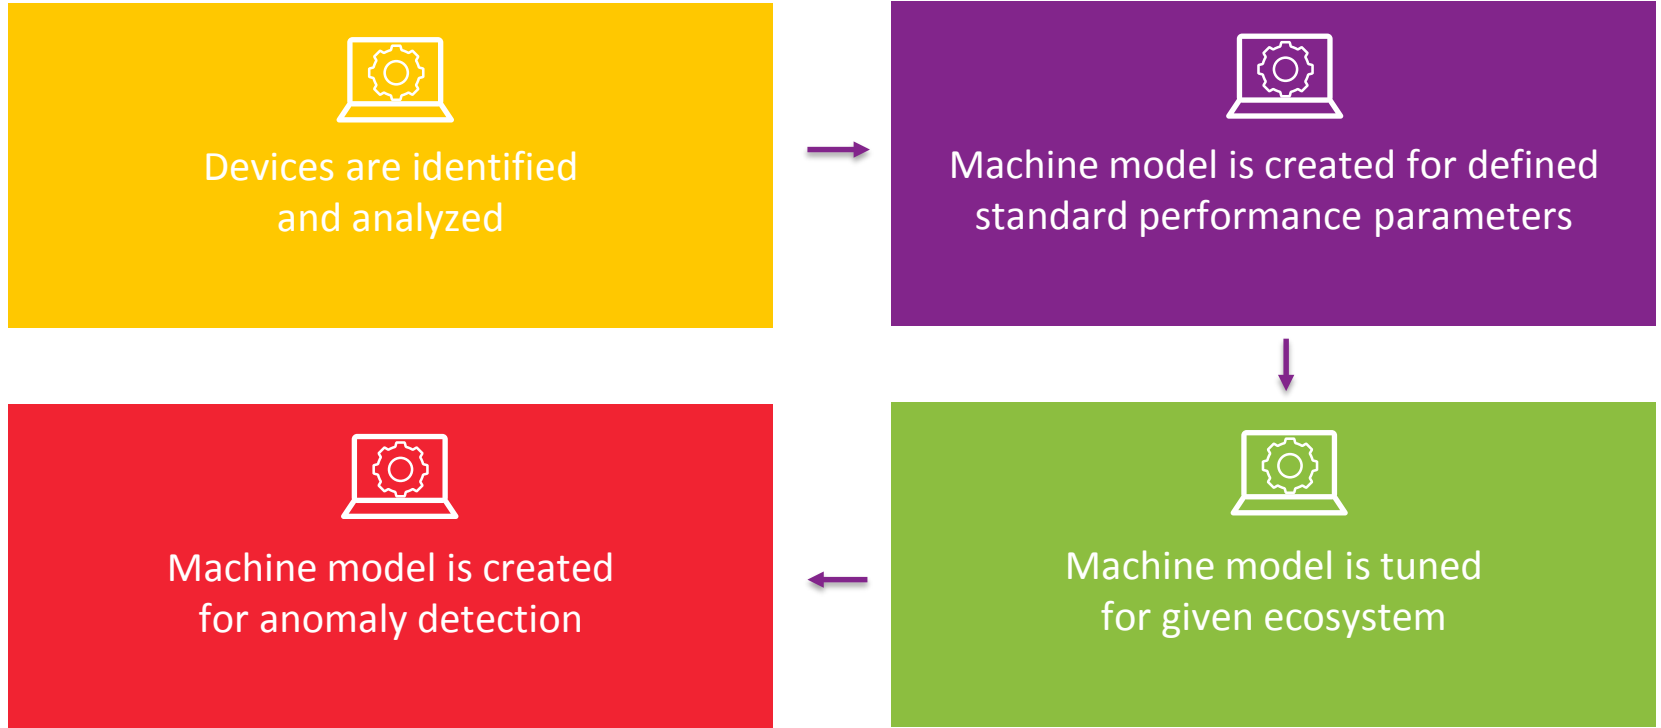 Devices are identified
and analyzed
Machine model is created for defined
standard performance parameters
Machine model is tuned
for given ecosystem
Machine model is created
for anomaly detection